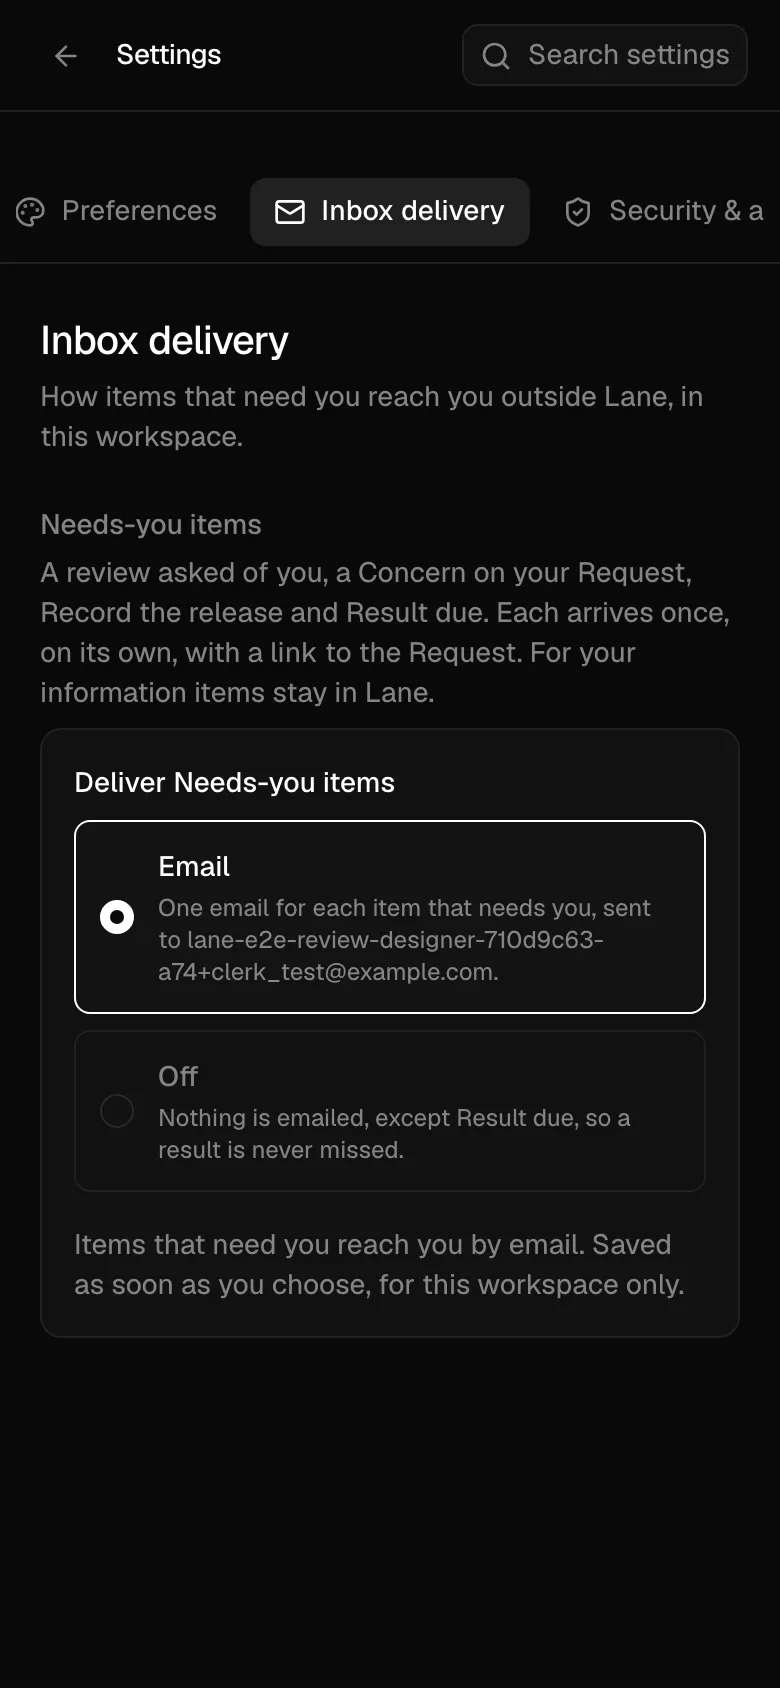 Settings
Search settings
Preferences
Inbox delivery
Security & a
Inbox delivery
How items that need you reach you outside Lane, in
this workspace.
Needs-you items
A review asked of you, a Concern on your Request,
Record the release and Result due. Each arrives once,
on its own, with a link to the Request. For your
information items stay in Lane.
Deliver Needs-you items
Email
One email for each item that needs you, sent
to lane-e2e-review-designer-710d9c63-
a74+clerk_test@example.com.
Off
Nothing is emailed, except Result due, so a
result is never missed.
Items that need you reach you by email. Saved
as soon as you choose, for this workspace only.